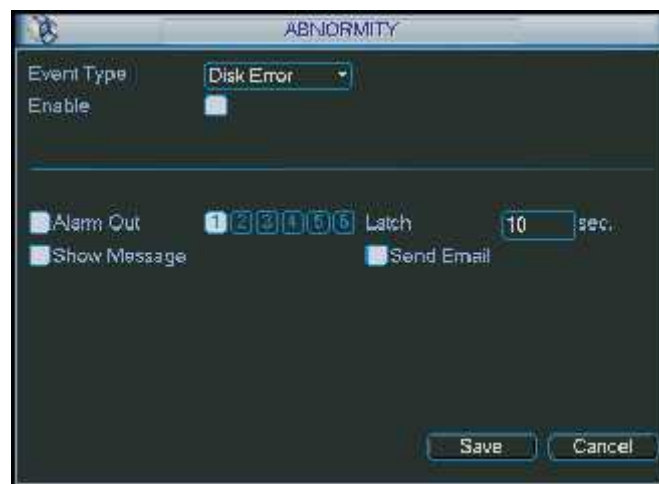 ABNORMITY
Event Type Disk Error
Enable
Alarm Out 1 2 3 4 5 6 Latch 10 sec.
Show Message Send Email
Save Cancel